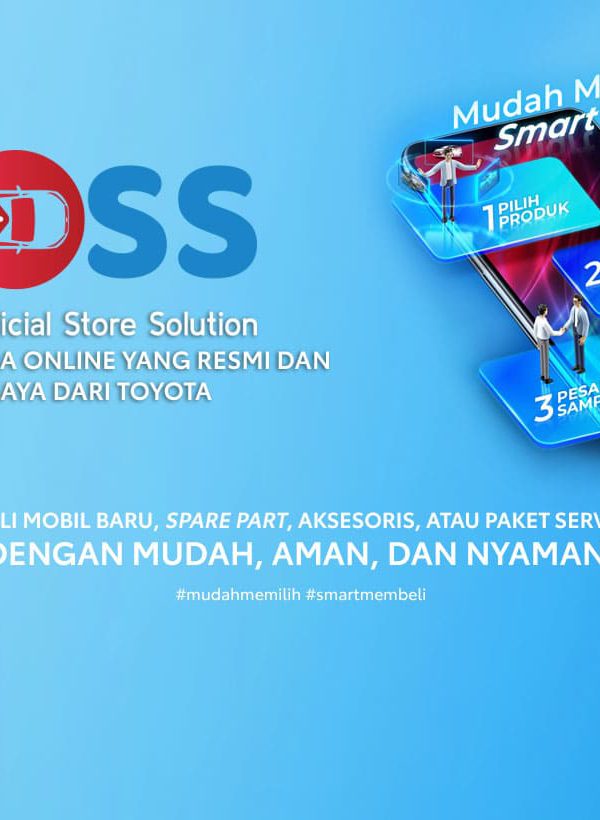 OSS
icial Store Solution
A ONLINE YANG RESMI DAN
AYA DARI TOYOTA
Mudah M
Smart
1 PILIH
PRODUK
2
3 PESA
SAMP
LI MOBIL BARU, SPARE PART, AKSESORIS, ATAU PAKET SERV
DENGAN MUDAH, AMAN, DAN NYAMAN
#mudahmemilih #smartmembeli